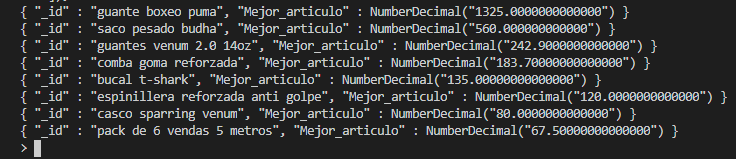 { "_id" : "guante boxeo puma", "Mejor_articulo" : NumberDecimal("1325.0000000000000") }
{ "_id" : "saco pesado budha", "Mejor_articulo" : NumberDecimal("560.0000000000000") }
{ "_id" : "guantes venum 2.0 14oz", "Mejor_articulo" : NumberDecimal("242.9000000000000") }
{ "_id" : "comba goma reforzada", "Mejor_articulo" : NumberDecimal("183.70000000000000") }
{ "_id" : "bucal t-shark", "Mejor_articulo" : NumberDecimal("135.0000000000000") }
{ "_id" : "espinillera reforzada anti golpe", "Mejor_articulo" : NumberDecimal("120.0000000000000") }
{ "_id" : "casco sparring venum", "Mejor_articulo" : NumberDecimal("80.0000000000000") }
{ "_id" : "pack de 6 vendas 5 metros", "Mejor_articulo" : NumberDecimal("67.50000000000000") }
>